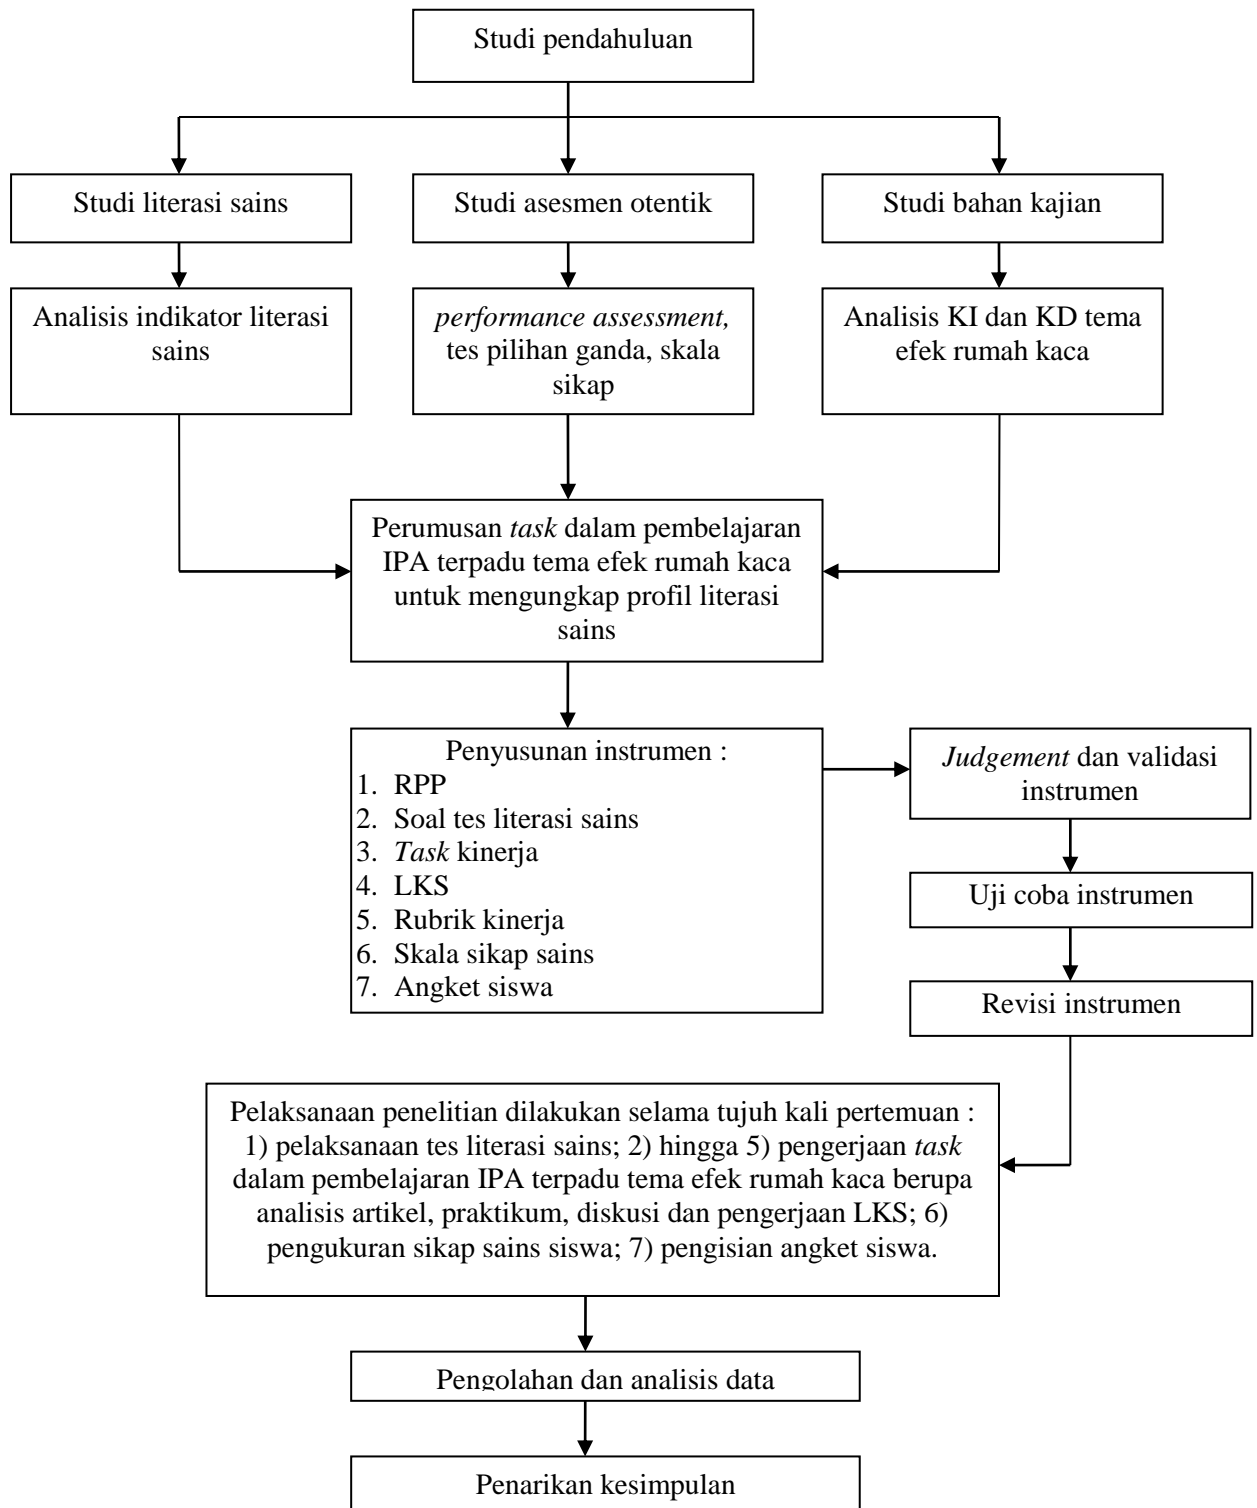 Studi pendahuluan
Studi literasi sains
Studi asesmen otentik
Studi bahan kajian
Analisis indikator literasi
sains
performance assessment,
tes pilihan ganda, skala
sikap
Analisis KI dan KD tema
efek rumah kaca
Perumusan task dalam pembelajaran
IPA terpadu tema efek rumah kaca
untuk mengungkap profil literasi
sains
Penyusunan instrumen :
1. RPP
2. Soal tes literasi sains
3. Task kinerja
4. LKS
5. Rubrik kinerja
6. Skala sikap sains
7. Angket siswa
Judgement dan validasi
instrumen
Uji coba instrumen
Revisi instrumen
Pelaksanaan penelitian dilakukan selama tujuh kali pertemuan :
1) pelaksanaan tes literasi sains; 2) hingga 5) pengerjaan task
dalam pembelajaran IPA terpadu tema efek rumah kaca berupa
analisis artikel, praktikum, diskusi dan pengerjaan LKS; 6)
pengukuran sikap sains siswa; 7) pengisian angket siswa.
Pengolahan dan analisis data
Penarikan kesimpulan